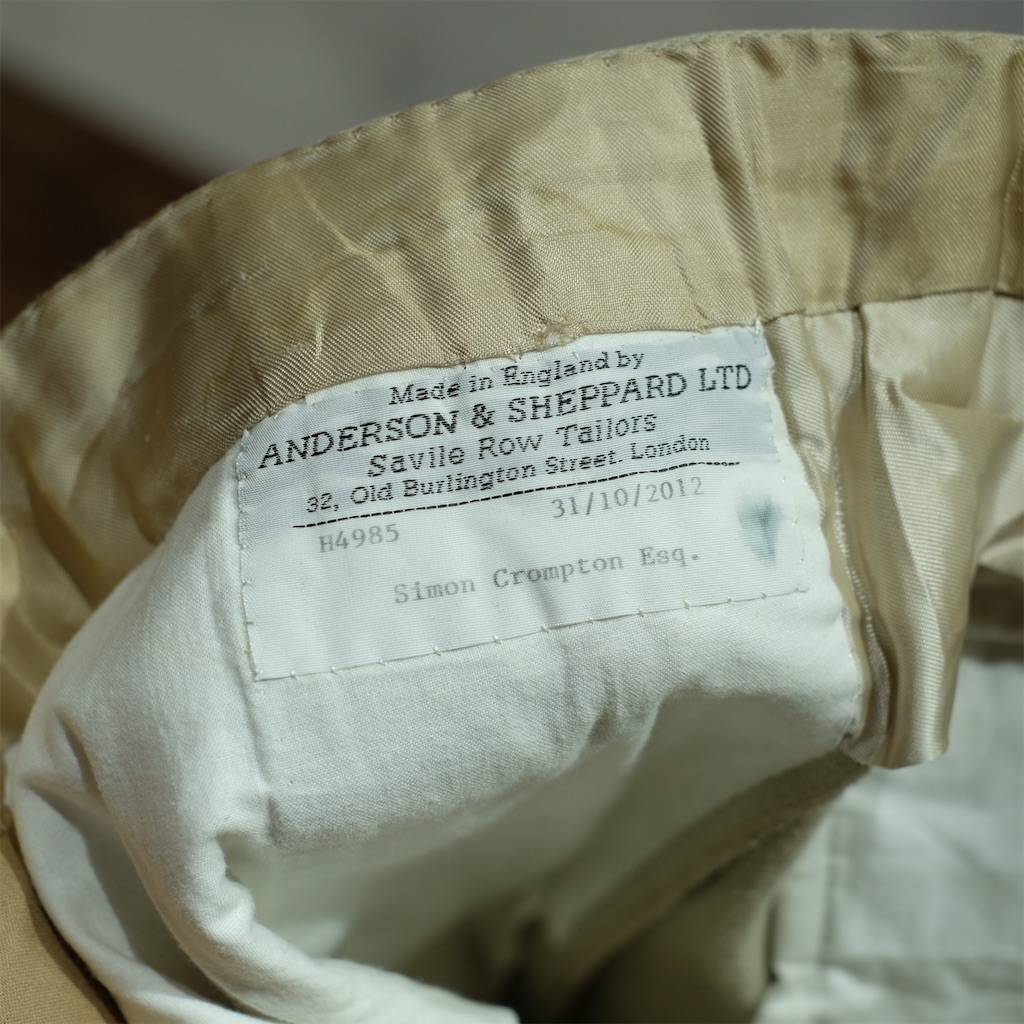 Made in England by
ANDERSON & SHEPPARD LTD
Savile Row Tailors
32, Old Burlington Street. London
H4985 31/10/2012
Simon Crompton Esq.